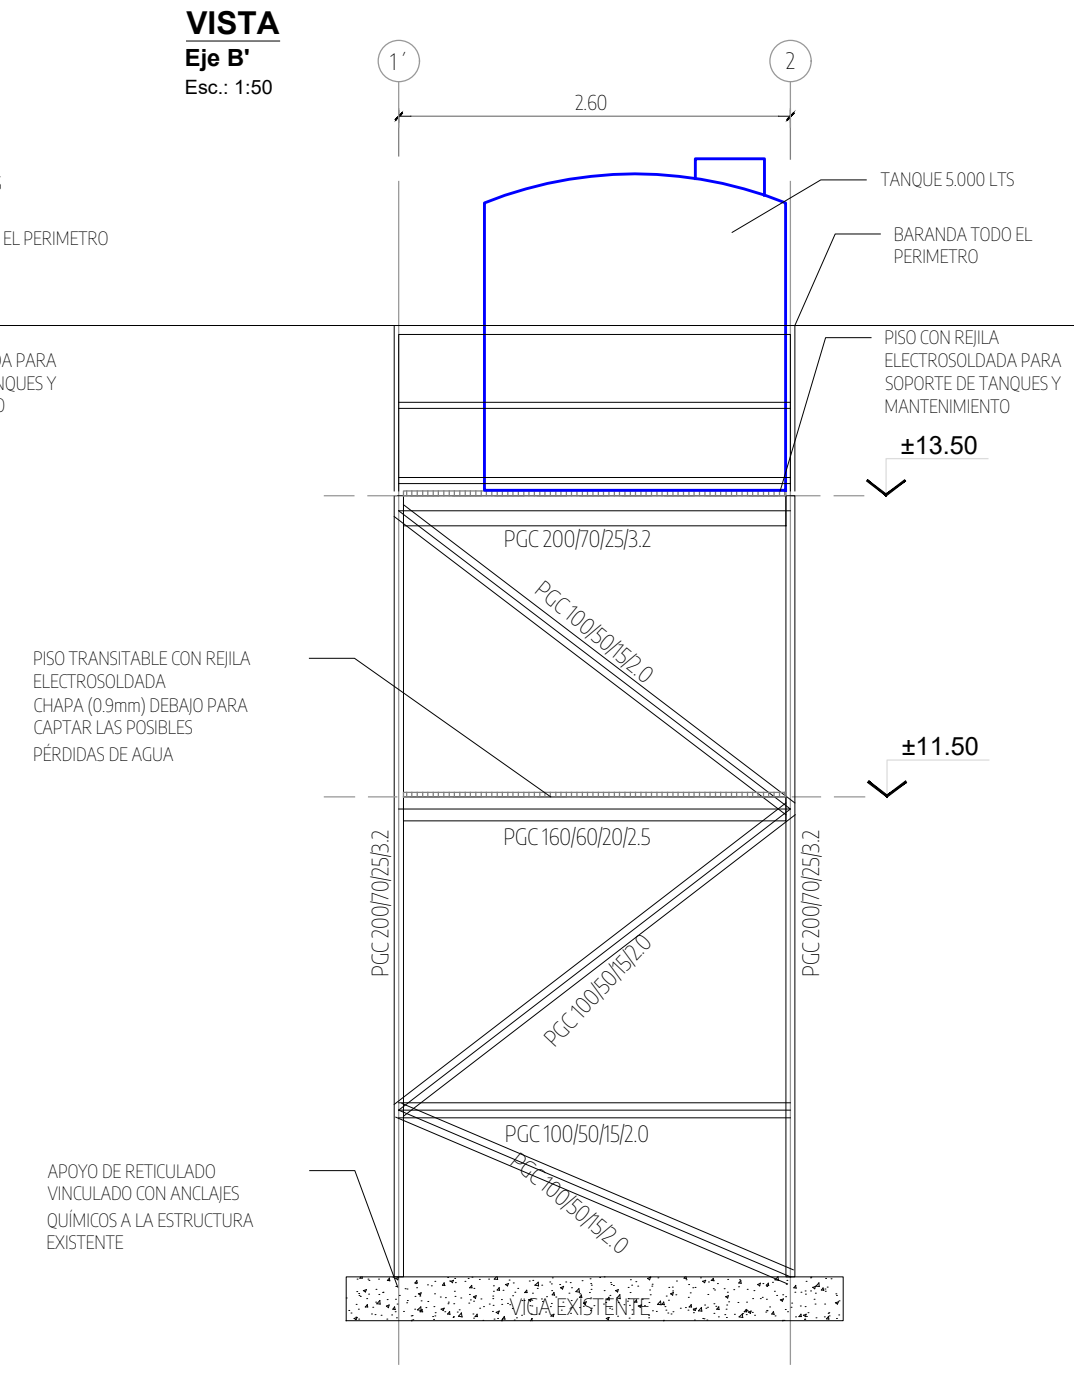 VISTA
Eje B'
Esc.: 1:50
1´
2
2.60
S
EL PERIMETRO
TANQUE 5.000 LTS
BARANDA TODO EL
PERIMETRO
DA PARA
NQUES Y
O
PISO CON REJILA
ELECTROSOLDADA PARA
SOPORTE DE TANQUES Y
MANTENIMIENTO
±13.50
PGC 200/70/25/3.2
PGC 100/50/15/2.0
PISO TRANSITABLE CON REJILA
ELECTROSOLDADA
CHAPA (0.9mm) DEBAJO PARA
CAPTAR LAS POSIBLES
PÉRDIDAS DE AGUA
±11.50
PGC 160/60/20/2.5
PGC 200/70/25/3.2
PGC 200/70/25/3.2
PGC 100/50/15/2.0
PGC 100/50/15/2.0
PGC 100/50/15/2.0
APOYO DE RETICULADO
VINCULADO CON ANCLAJES
QUÍMICOS A LA ESTRUCTURA
EXISTENTE
VIGA EXISTENTE